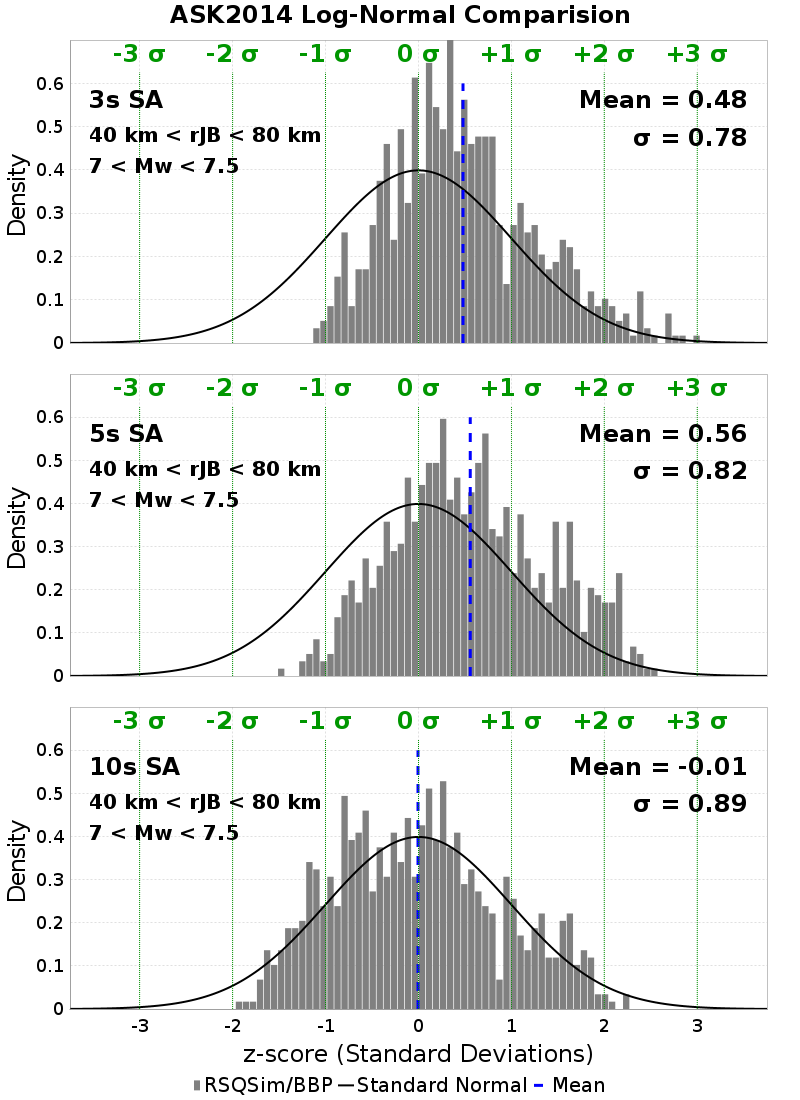 ASK2014 Log-Normal Comparision
-3 σ -2 σ -1 σ 0 σ +1 σ +2 σ +3 σ
3s SA
Mean = 0.48
40 km < rJB < 80 km
σ = 0.78
7 < Mw < 7.5
Density
0.6
0.5
0.4
0.3
0.2
0.1
0
-3 σ -2 σ -1 σ 0 σ +1 σ +2 σ +3 σ
5s SA
Mean = 0.56
40 km < rJB < 80 km
σ = 0.82
7 < Mw < 7.5
Density
0.6
0.5
0.4
0.3
0.2
0.1
0
-3 σ -2 σ -1 σ 0 σ +1 σ +2 σ +3 σ
10s SA
Mean = -0.01
40 km < rJB < 80 km
σ = 0.89
7 < Mw < 7.5
Density
0.6
0.5
0.4
0.3
0.2
0.1
0
-3 -2 -1 0 1 2 3
z-score (Standard Deviations)
RSQSim/BBP Standard Normal Mean